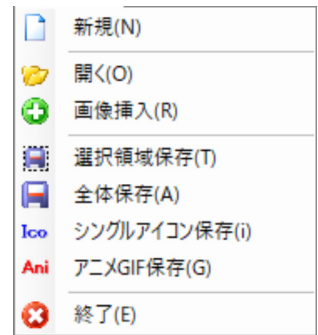 新規(N)
開く(O)
画像挿入(R)
選択領域保存(T)
全体保存(A)
Ico シングルアイコン保存(i)
Ani アニメGIF保存(G)
終了(E)